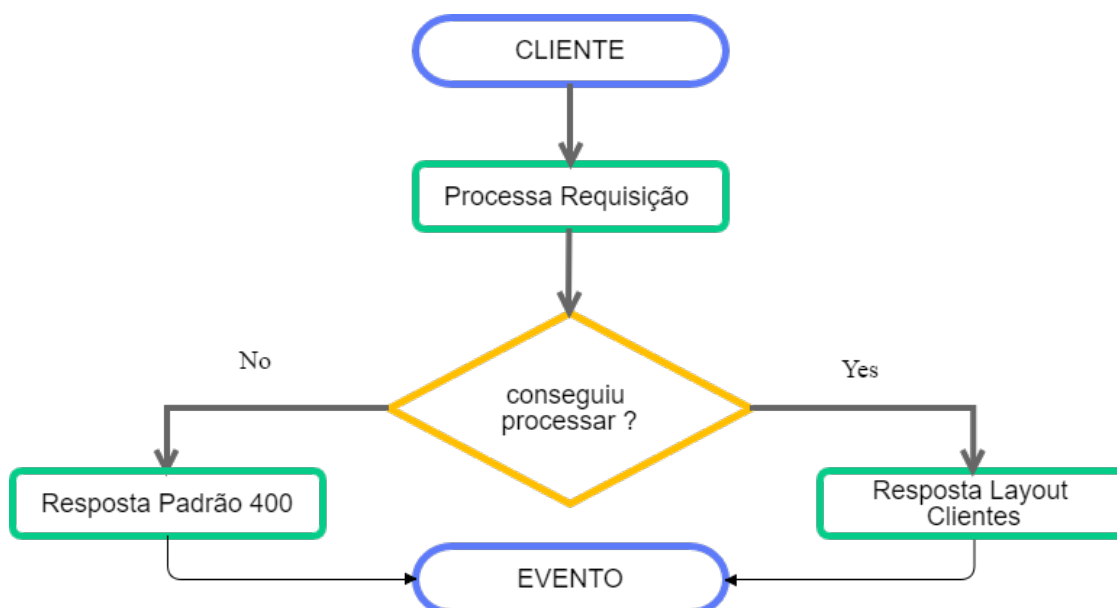 CLIENTE
Processa Requisição
No
Yes
conseguiu
processar ?
Resposta Padrão 400
Resposta Layout
Clientes
EVENTO